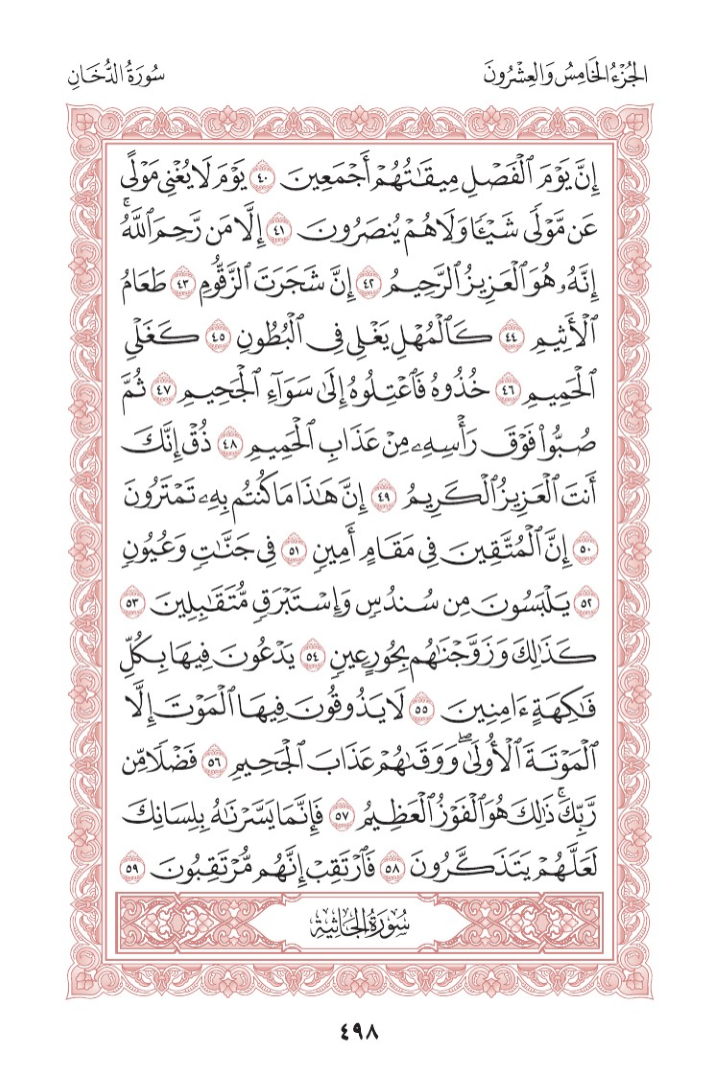 الجُزْءُ الخَامِسُ وَالعِشْرُونَ
سُورَةُ الدُّخَانِ
إِنَّ يَوْمَ ٱلْفَصْلِ مِيقَٰتُهُمْ أَجْمَعِينَ ٤٠ يَوْمَ لَا يُغْنِي مَوْلًى
عَن مَّوْلًى شَيْـًٔا وَلَا هُمْ يُنصَرُونَ ٤١ إِلَّا مَن رَّحِمَ ٱللَّهُۚ
إِنَّهُۥ هُوَ ٱلْعَزِيزُ ٱلرَّحِيمُ ٤٢ إِنَّ شَجَرَتَ ٱلزَّقُّومِ ٤٣ طَعَامُ
ٱلْأَثِيمِ ٤٤ كَٱلْمُهْلِ يَغْلِي فِي ٱلْبُطُونِ ٤٥ كَغَلْيِ
ٱلْحَمِيمِ ٤٦ خُذُوهُ فَٱعْتِلُوهُ إِلَىٰ سَوَآءِ ٱلْجَحِيمِ ٤٧ ثُمَّ
صُبُّوا۟ فَوْقَ رَأْسِهِۦ مِنْ عَذَابِ ٱلْحَمِيمِ ٤٨ ذُقْ إِنَّكَ
أَنتَ ٱلْعَزِيزُ ٱلْكَرِيمُ ٤٩ إِنَّ هَٰذَا مَا كُنتُم بِهِۦ تَمْتَرُونَ
٥٠ إِنَّ ٱلْمُتَّقِينَ فِي مَقَامٍ أَمِينٍ ٥١ فِي جَنَّٰتٍ وَعُيُونٍ
٥٢ يَلْبَسُونَ مِن سُندُسٍ وَإِسْتَبْرَقٍ مُّتَقَٰبِلِينَ ٥٣
كَذَٰلِكَ وَزَوَّجْنَٰهُم بِحُورٍ عِينٍ ٥٤ يَدْعُونَ فِيهَا بِكُلِّ
فَٰكِهَةٍ ءَامِنِينَ ٥٥ لَا يَذُوقُونَ فِيهَا ٱلْمَوْتَ إِلَّا
ٱلْمَوْتَةَ ٱلْأُولَىٰۖ وَوَقَىٰهُمْ عَذَابَ ٱلْجَحِيمِ ٥٦ فَضْلًا مِّن
رَّبِّكَۚ ذَٰلِكَ هُوَ ٱلْفَوْزُ ٱلْعَظِيمُ ٥٧ فَإِنَّمَا يَسَّرْنَٰهُ بِلِسَانِكَ
لَعَلَّهُمْ يَتَذَكَّرُونَ ٥٨ فَٱرْتَقِبْ إِنَّهُم مُّرْتَقِبُونَ ٥٩
سُورَةُ الجَاثِيَةِ
٤٩٨